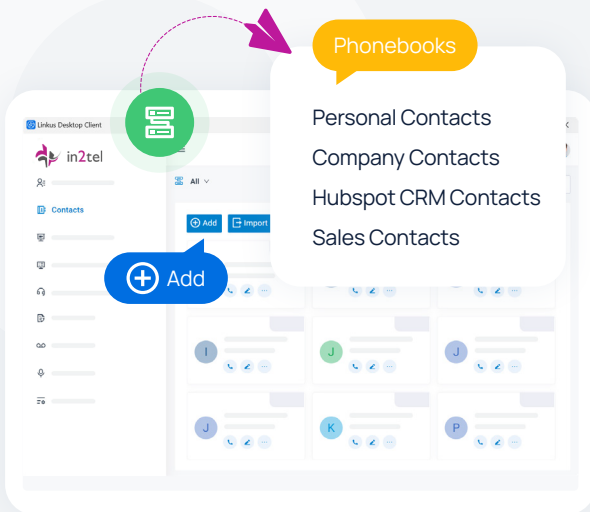 Phonebooks
Personal Contacts
Company Contacts
Hubspot CRM Contacts
Sales Contacts
Linkus Desktop Client
in2tel
Contacts
All
Add
Import
Add
I
J
J
J
K
P